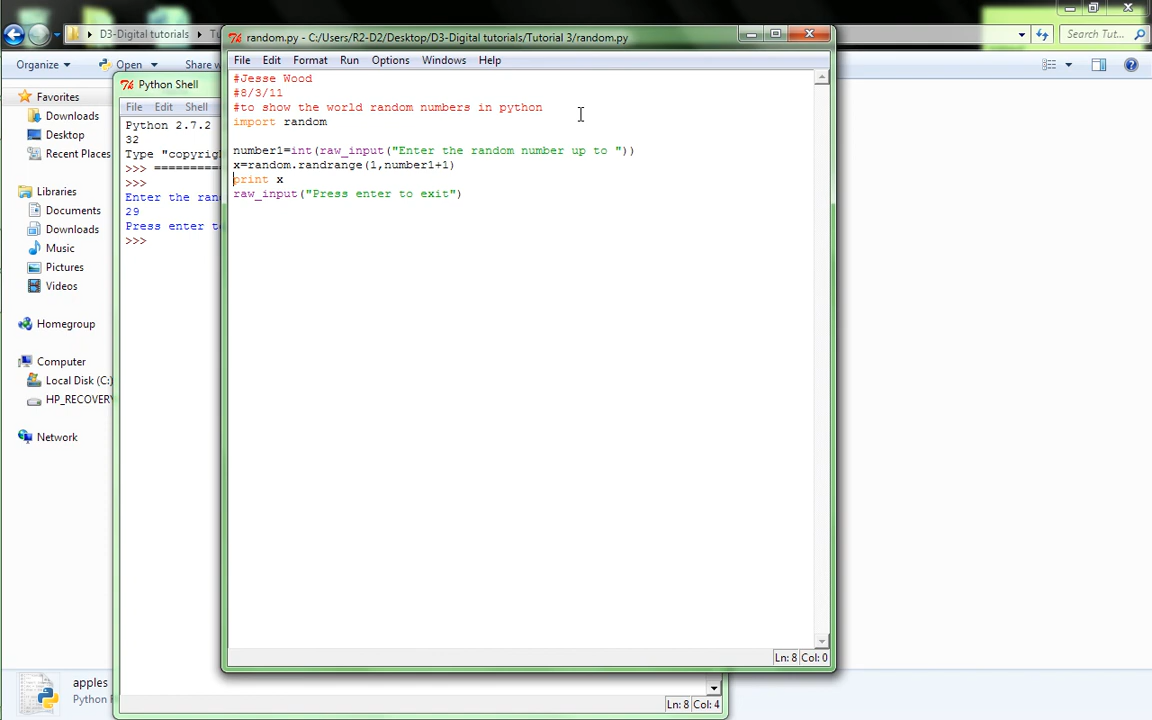 D3-Digital tutorials
Search Tut...
Organize
Open
Share w
random.py - C:/Users/R2-D2/Desktop/D3-Digital tutorials/Tutorial 3/random.py
File Edit Format Run Options Windows Help
#Jesse Wood
#8/3/11
#to show the world random numbers in python
import random
number1=int(raw_input("Enter the random number up to "))
x=random.randrange(1,number1+1)
print x
raw_input("Press enter to exit")
Ln: 8 Col: 0
Python Shell
File Edit Shell
Python 2.7.2
32
Type "copyrig
>>> =========
>>>
Enter the ran
29
Press enter t
>>>
Ln: 8 Col: 4
Favorites
Downloads
Desktop
Recent Places
Libraries
Documents
Downloads
Music
Pictures
Videos
Homegroup
Computer
Local Disk (C:)
HP_RECOVERY
Network
apples
Python